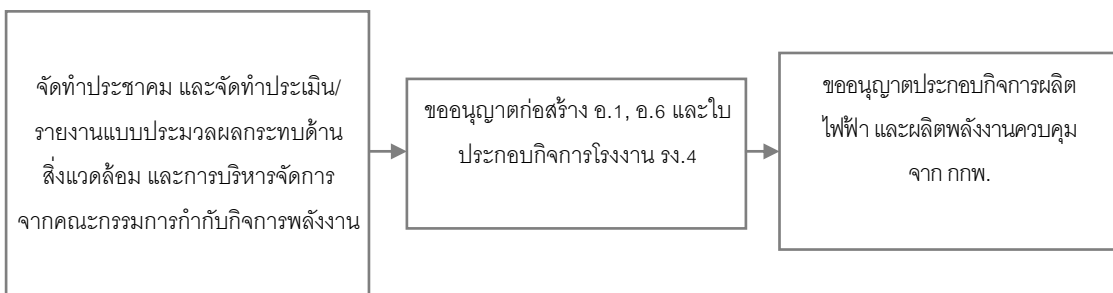 จัดทำประชาคม และจัดทำประเมิน/
รายงานแบบประมวลผลกระทบด้าน
สิ่งแวดล้อม และการบริหารจัดการ
จากคณะกรรมการกำกับกิจการพลังงาน
ขออนุญาตก่อสร้าง อ.1, อ.6 และใบ
ประกอบกิจการโรงงาน รง.4
ขออนุญาตประกอบกิจการผลิต
ไฟฟ้า และผลิตพลังงานควบคุม
จาก กกพ.